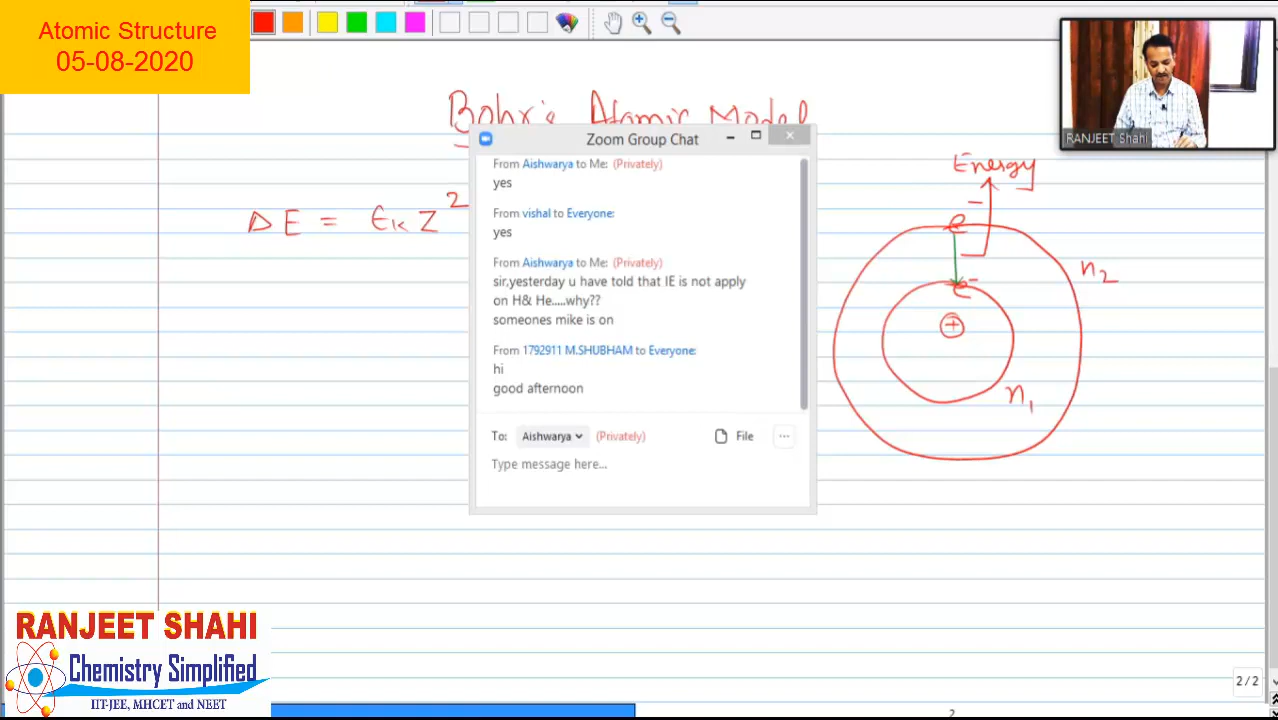 Atomic Structure
05-08-2020
RANJEET Shahi
Bohr's Atomic Model
Zoom Group Chat
From Aishwarya to Me: (Privately)
yes
From vishal to Everyone:
yes
From Aishwarya to Me: (Privately)
sir,yesterday u have told that IE is not apply
on H& He.....why??
someones mike is on
From 1792911 M.SHUBHAM to Everyone:
hi
good afternoon
To: Aishwarya (Privately) File ...
Type message here...
ΔE = Ek Z²
Energy
e⁻
e⁻
+
n₂
n₁
RANJEET SHAHI
Chemistry Simplified
IIT-JEE, MHCET and NEET
2/2
2